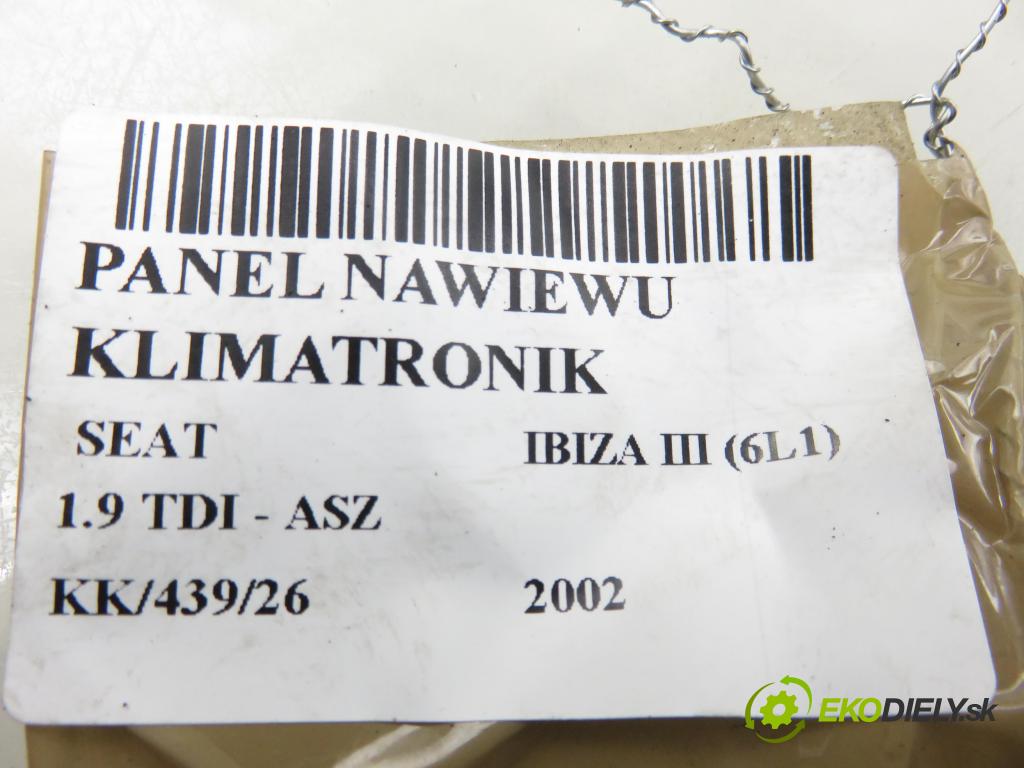 PANEL NAWIEWU
KLIMATRONIK
SEAT IBIZA III (6L1)
1.9 TDI - ASZ
KK/439/26 2002
EKODIELY.sk